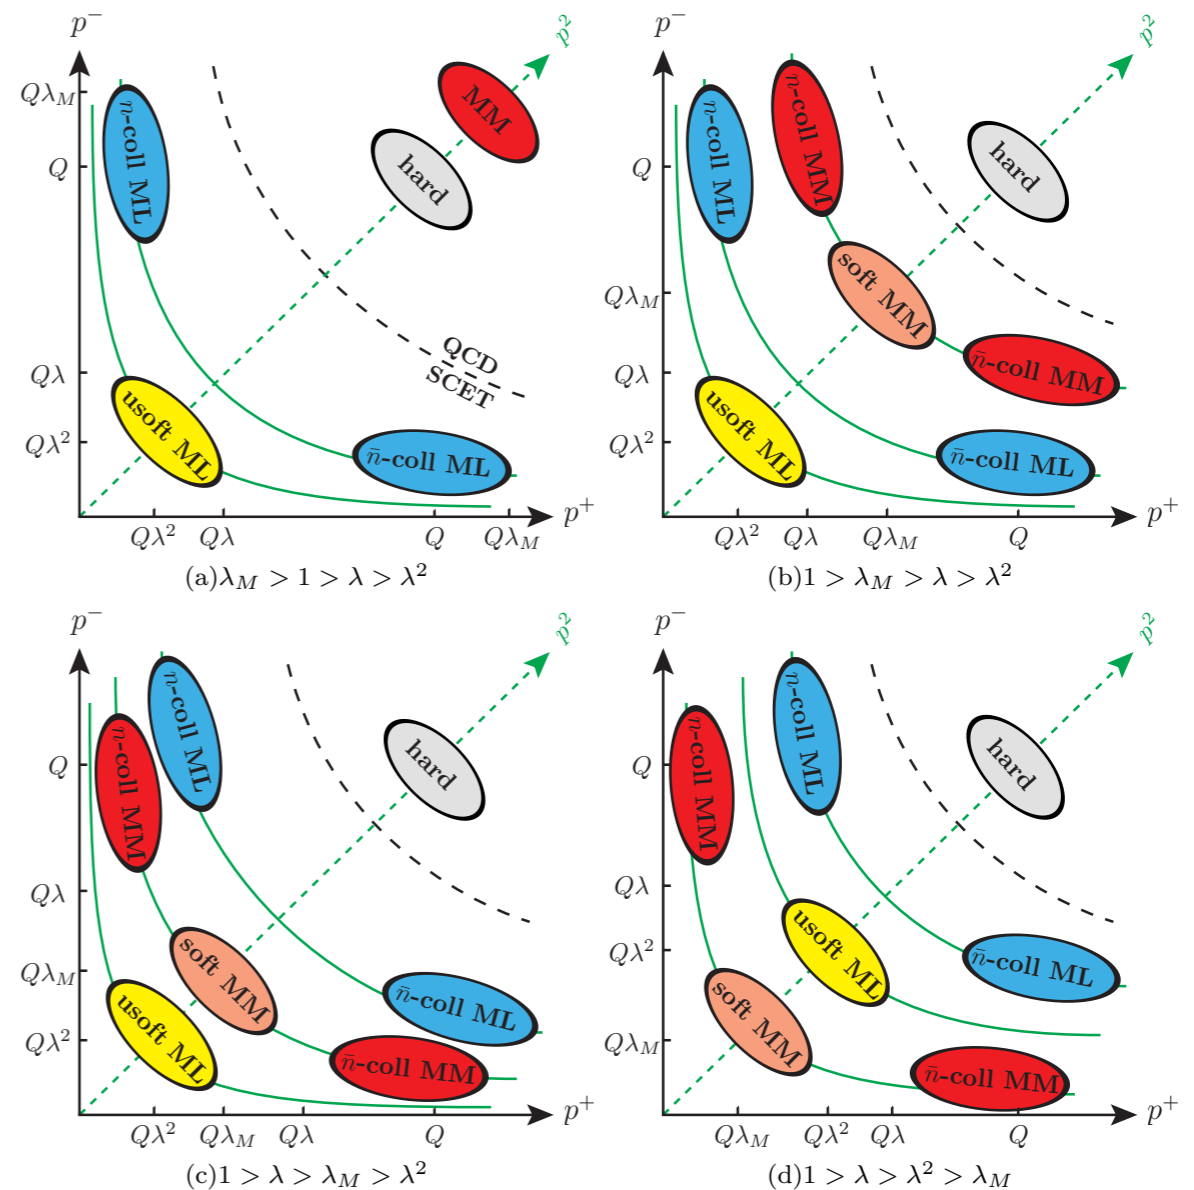 p⁻
p²
Qλ_M
n-coll ML
MM
Q
hard
Qλ
QCD
SCET
usoft ML
Qλ²
n̄-coll ML
p⁺
Qλ² Qλ Q Qλ_M
(a)λ_M > 1 > λ > λ²
p⁻
p²
n-coll ML
n-coll MM
hard
Q
soft MM
Qλ_M
n̄-coll MM
Qλ
usoft ML
Qλ²
n̄-coll ML
p⁺
Qλ² Qλ Qλ_M Q
(b)1 > λ_M > λ > λ²
p⁻
p²
n-coll ML
n-coll MM
hard
Q
Qλ
soft MM
Qλ_M
usoft ML
n̄-coll ML
Qλ²
n̄-coll MM
p⁺
Qλ² Qλ_M Qλ Q
(c)1 > λ > λ_M > λ²
p⁻
p²
n-coll ML
n-coll MM
hard
Q
Qλ
usoft ML
Qλ²
n̄-coll ML
soft MM
Qλ_M
n̄-coll MM
p⁺
Qλ_M Qλ² Qλ Q
(d)1 > λ > λ² > λ_M